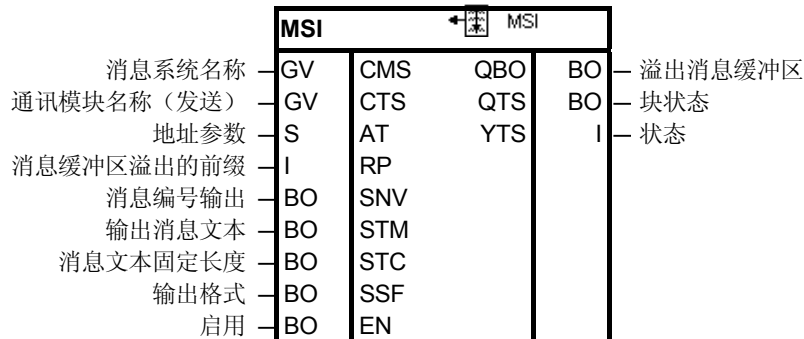 MSI MSI
消息系统名称 GV CMS QBO BO 溢出消息缓冲区
通讯模块名称（发送） GV CTS QTS BO 块状态
地址参数 S AT YTS I 状态
消息缓冲区溢出的前缀 I RP
消息编号输出 BO SNV
输出消息文本 BO STM
消息文本固定长度 BO STC
输出格式 BO SSF
启用 BO EN